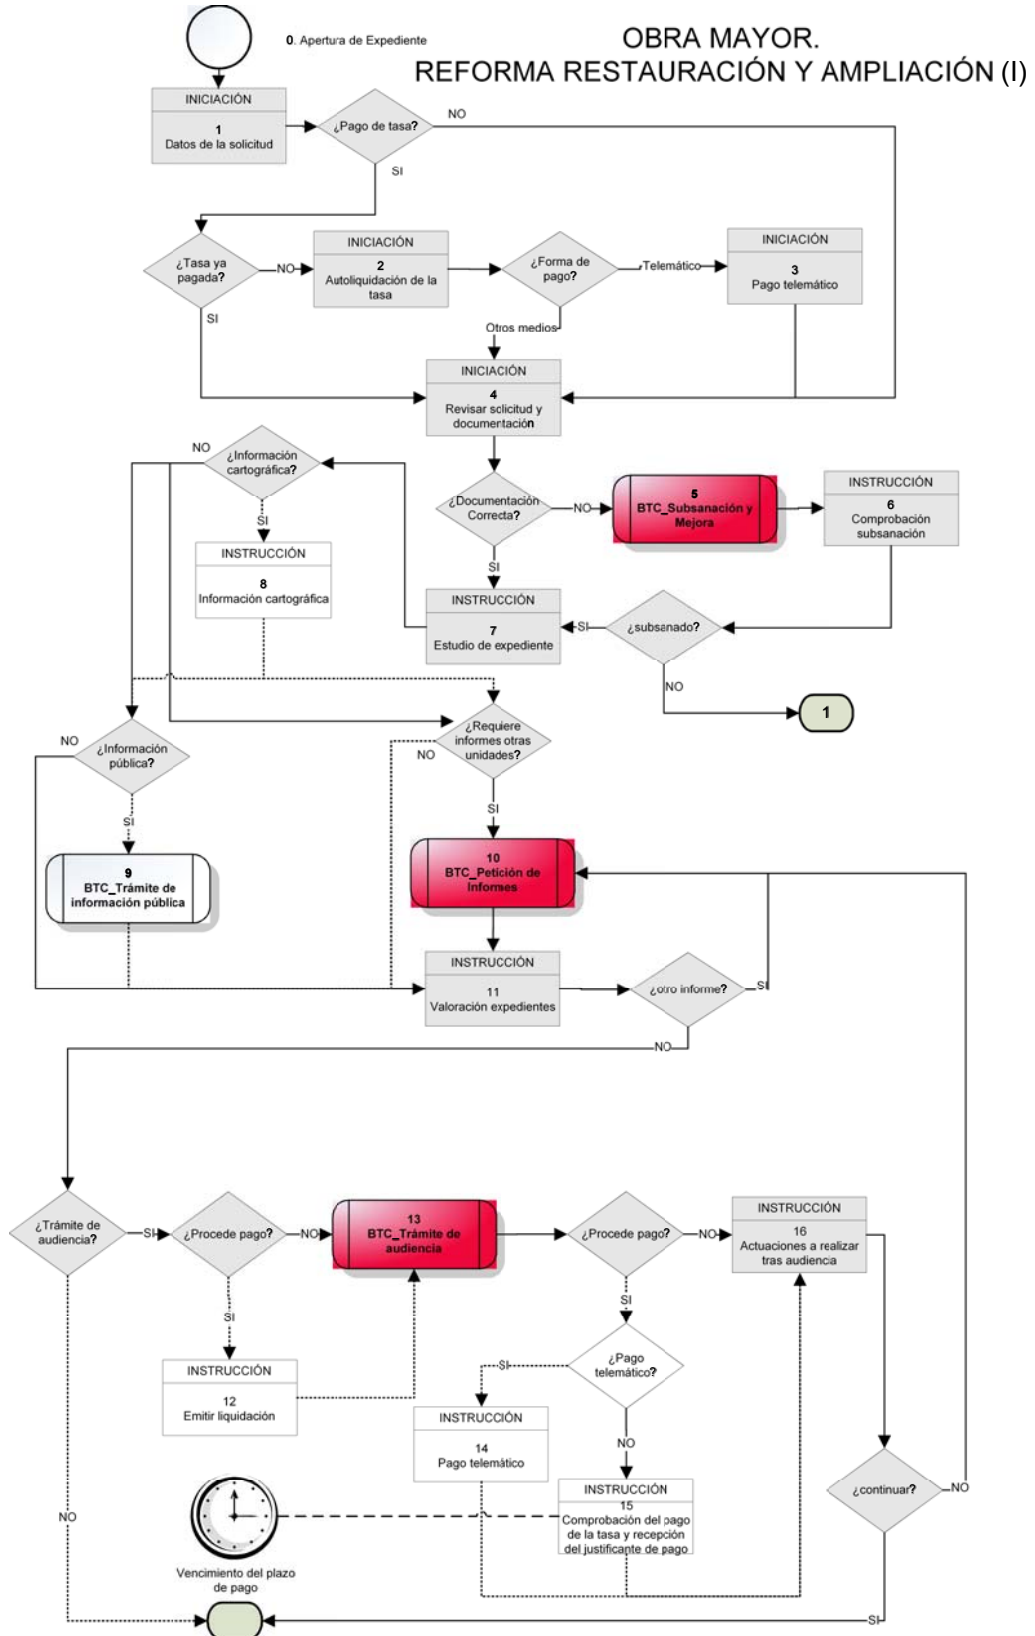 OBRA MAYOR.
REFORMA RESTAURACIÓN Y AMPLIACIÓN (I)
0. Apertura de Expediente
INICIACIÓN
1
Datos de la solicitud
¿Pago de tasa?
NO
SI
¿Tasa ya
pagada?
NO
SI
INICIACIÓN
2
Autoliquidación de la
tasa
¿Forma de
pago?
Telemático
Otros medios
INICIACIÓN
3
Pago telemático
INICIACIÓN
4
Revisar solicitud y
documentación
¿Documentación
Correcta?
NO
SI
5
BTC_Subsanación y
Mejora
INSTRUCCIÓN
6
Comprobación
subsanación
¿subsanado?
SI
NO
1
INSTRUCCIÓN
7
Estudio de expediente
¿Información
cartográfica?
NO
SI
INSTRUCCIÓN
8
Información cartográfica
¿Información
pública?
NO
SI
¿Requiere
informes otras
unidades?
NO
SI
9
BTC_Trámite de
información pública
10
BTC_Petición de
Informes
INSTRUCCIÓN
11
Valoración expedientes
¿otro informe?
SI
NO
¿Trámite de
audiencia?
SI
NO
¿Procede pago?
NO
SI
INSTRUCCIÓN
12
Emitir liquidación
13
BTC_Trámite de
audiencia
¿Procede pago?
NO
SI
¿Pago
telemático?
SI
NO
INSTRUCCIÓN
14
Pago telemático
INSTRUCCIÓN
15
Comprobación del pago
de la tasa y recepción
del justificante de pago
INSTRUCCIÓN
16
Actuaciones a realizar
tras audiencia
¿continuar?
NO
SI
Vencimiento del plazo
de pago